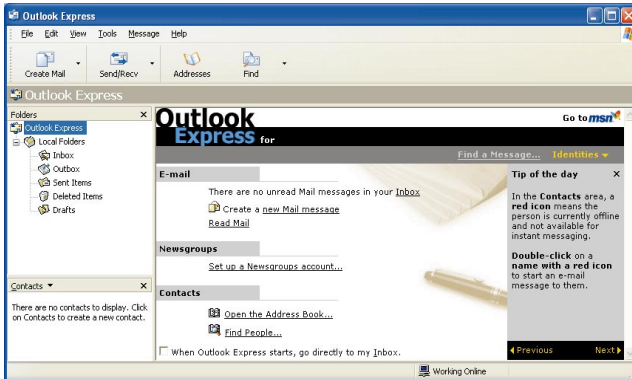 Outlook Express
File Edit View Tools Message Help
Create Mail Send/Recv Addresses Find
Outlook Express
Folders
Outlook Express
Local Folders
Inbox
Outbox
Sent Items
Deleted Items
Drafts
Contacts
There are no contacts to display. Click
on Contacts to create a new contact.
Outlook
Express for
Go to msn
Find a Message... Identities
E-mail
There are no unread Mail messages in your Inbox
Create a new Mail message
Read Mail
Newsgroups
Set up a Newsgroups account...
Contacts
Open the Address Book...
Find People...
When Outlook Express starts, go directly to my Inbox.
Tip of the day
In the Contacts area, a
red icon means the
person is currently offline
and not available for
instant messaging.
Double-click on a
name with a red icon
to start an e-mail
message to them.
Previous Next
Working Online